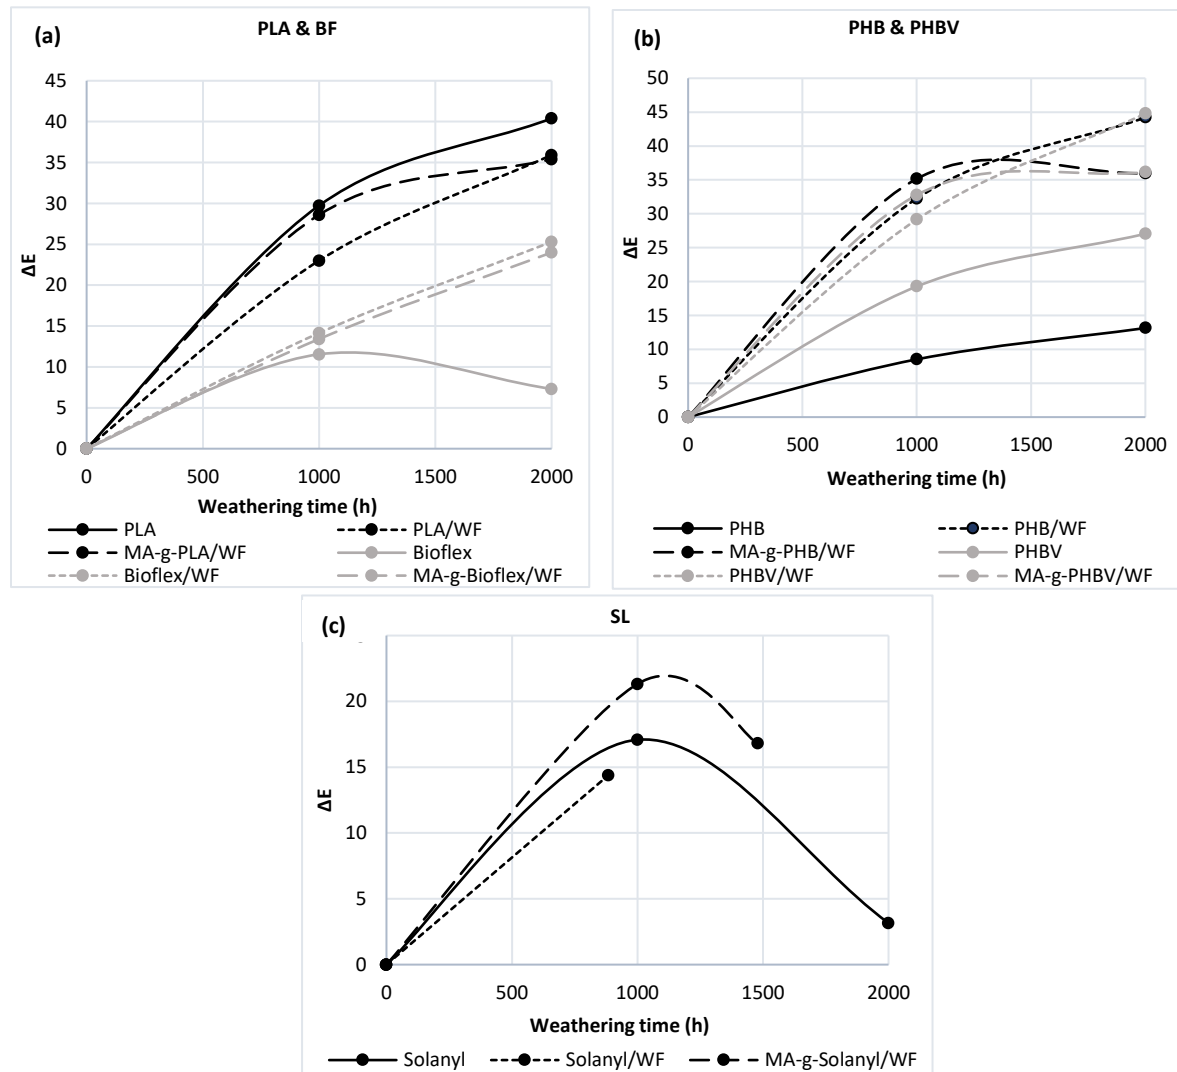 (a)
PLA & BF
45
40
35
30
25
20
15
10
5
0
ΔE
0 500 1000 1500 2000
Weathering time (h)
PLA PLA/WF
MA-g-PLA/WF Bioflex
Bioflex/WF MA-g-Bioflex/WF
(b)
PHB & PHBV
50
45
40
35
30
25
20
15
10
5
0
ΔE
0 500 1000 1500 2000
Weathering time (h)
PHB PHB/WF
MA-g-PHB/WF PHBV
PHBV/WF MA-g-PHBV/WF
(c)
SL
20
15
10
5
0
ΔE
0 500 1000 1500 2000
Weathering time (h)
Solanyl Solanyl/WF MA-g-Solanyl/WF